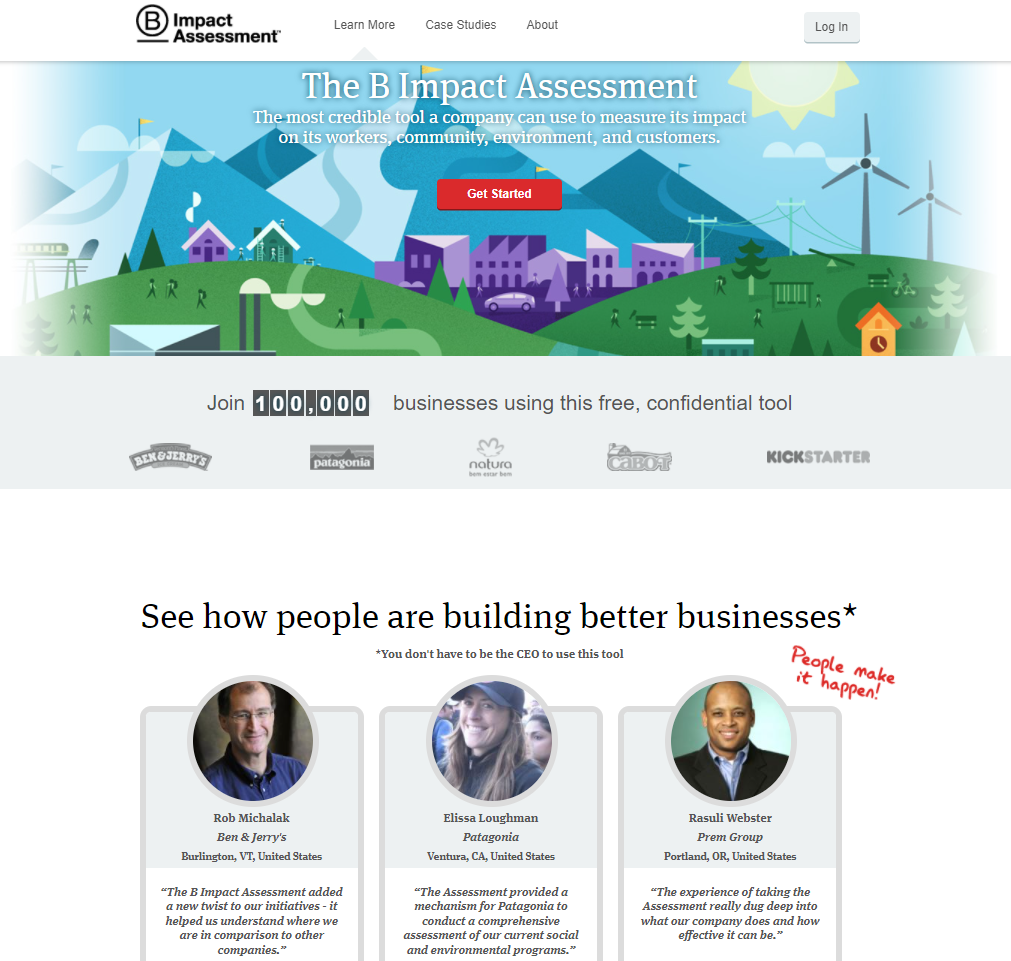 B Impact Assessment
Learn More
Case Studies
About
Log In
The B Impact Assessment
The most credible tool a company can use to measure its impact
on its workers, community, environment, and customers.
Get Started
Join 100,000 businesses using this free, confidential tool
BEN & JERRY'S
patagonia
natura
bem estar bem
CABOT
KICKSTARTER
See how people are building better businesses*
*You don't have to be the CEO to use this tool
People make
it happen!
Rob Michalak
Ben & Jerry's
Burlington, VT, United States
“The B Impact Assessment added
a new twist to our initiatives - it
helped us understand where we
are in comparison to other
companies.”
Elissa Loughman
Patagonia
Ventura, CA, United States
“The Assessment provided a
mechanism for Patagonia to
conduct a comprehensive
assessment of our current social
and environmental programs.”
Rasuli Webster
Prem Group
Portland, OR, United States
“The experience of taking the
Assessment really dug deep into
what our company does and how
effective it can be.”